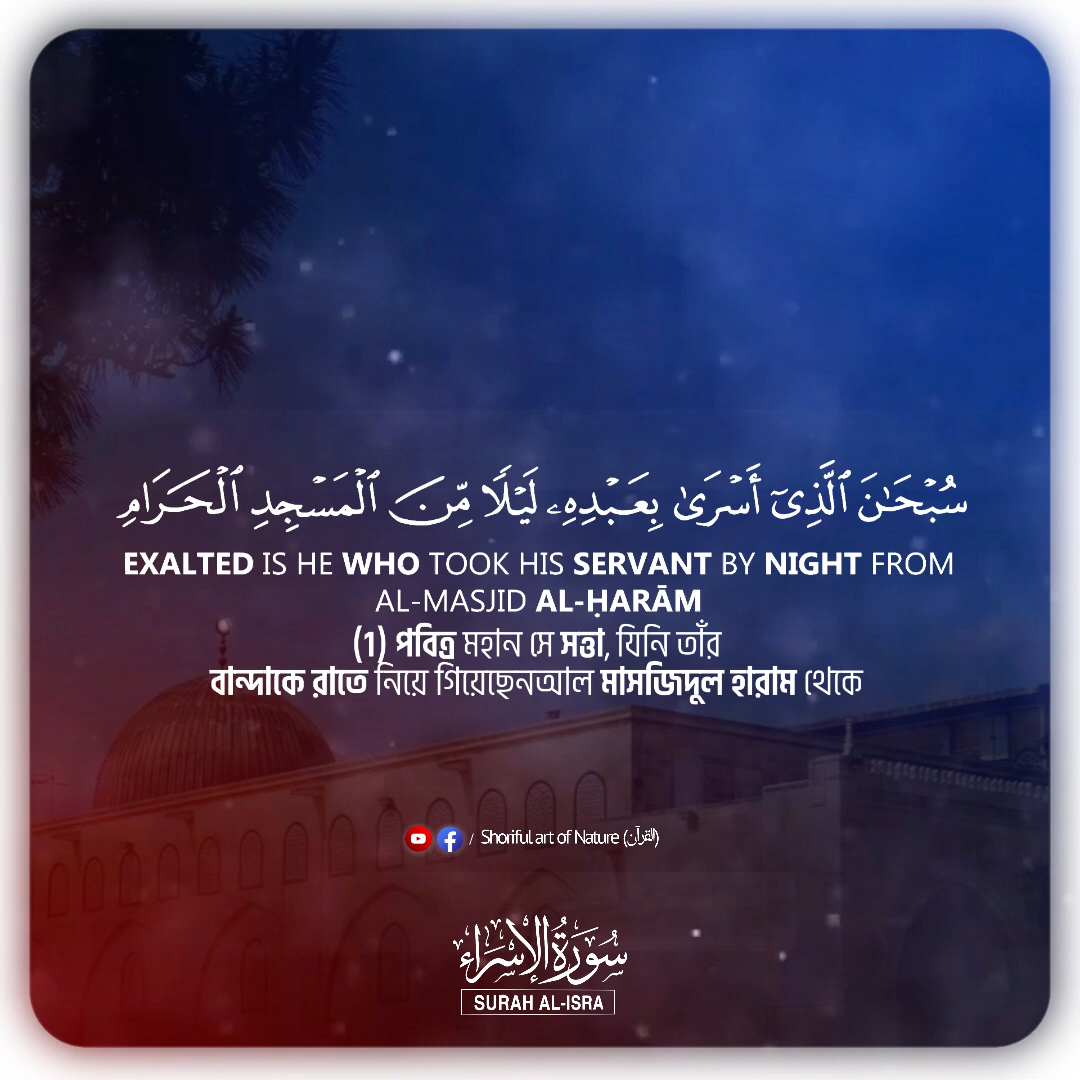 سُبْحَٰنَ ٱلَّذِىٓ أَسْرَىٰ بِعَبْدِهِۦ لَيْلًا مِّنَ ٱلْمَسْجِدِ ٱلْحَرَامِ
EXALTED IS HE WHO TOOK HIS SERVANT BY NIGHT FROM
AL-MASJID AL-ḤARĀM
(1) পবিত্র মহান সে সত্তা, যিনি তাঁর
বান্দাকে রাতে নিয়ে গিয়েছেনআল মাসজিদুল হারাম থেকে
/ Shoriful art of Nature (القرآن)
سُورَةُ الإِسْرَاء
SURAH AL-ISRA